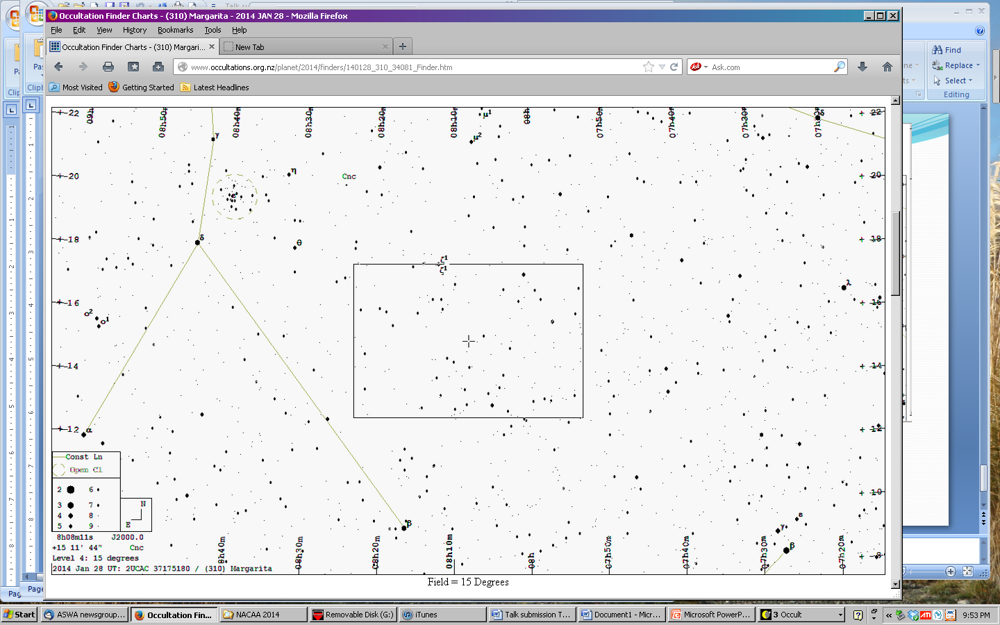 Occultation Finder Charts - (310) Margarita - 2014 JAN 28 - Mozilla Firefox
File Edit View History Bookmarks Tools Help
Occultation Finder Charts - (310) Margari...
New Tab
www.occultations.org.nz/planet/2014/finders/140128_310_34081_Finder.htm
Ask Ask.com
Most Visited Getting Started Latest Headlines
Find
Replace
Select
Editing
09h 08h50m 08h40m 08h30m 08h20m 08h10m 08h 07h50m 07h40m 07h30m
+-22 μ¹ δ + 22
γ μ²
+-20 η Cnc + 20
+-18 δ θ + 18
ζ¹
ζ¹
λ
+-16 + 16
ο² ο¹
+-14 + 14
+-12 α + 12
Const Ln
Open Cl
2 6
3 7
4 8
5 9
N
E
+ 10
β γ ε
β
+ -8
08h40m 08h30m 08h20m 08h10m 08h 07h50m 07h40m 07h30m 07h20m
8h08m11s J2000.0
+15 11' 44" Cnc
Level 4: 15 degrees
2014 Jan 28 UT: 2UCAC 37175180 / (310) Margarita
Field = 15 Degrees
Page
Start ASWA newsgroup... Occultation Fin... NACAA 2014 Removable Disk (G:) iTunes Talk submission T... Document1 - Micr... Microsoft PowerP... 3 Occult 9:53 PM